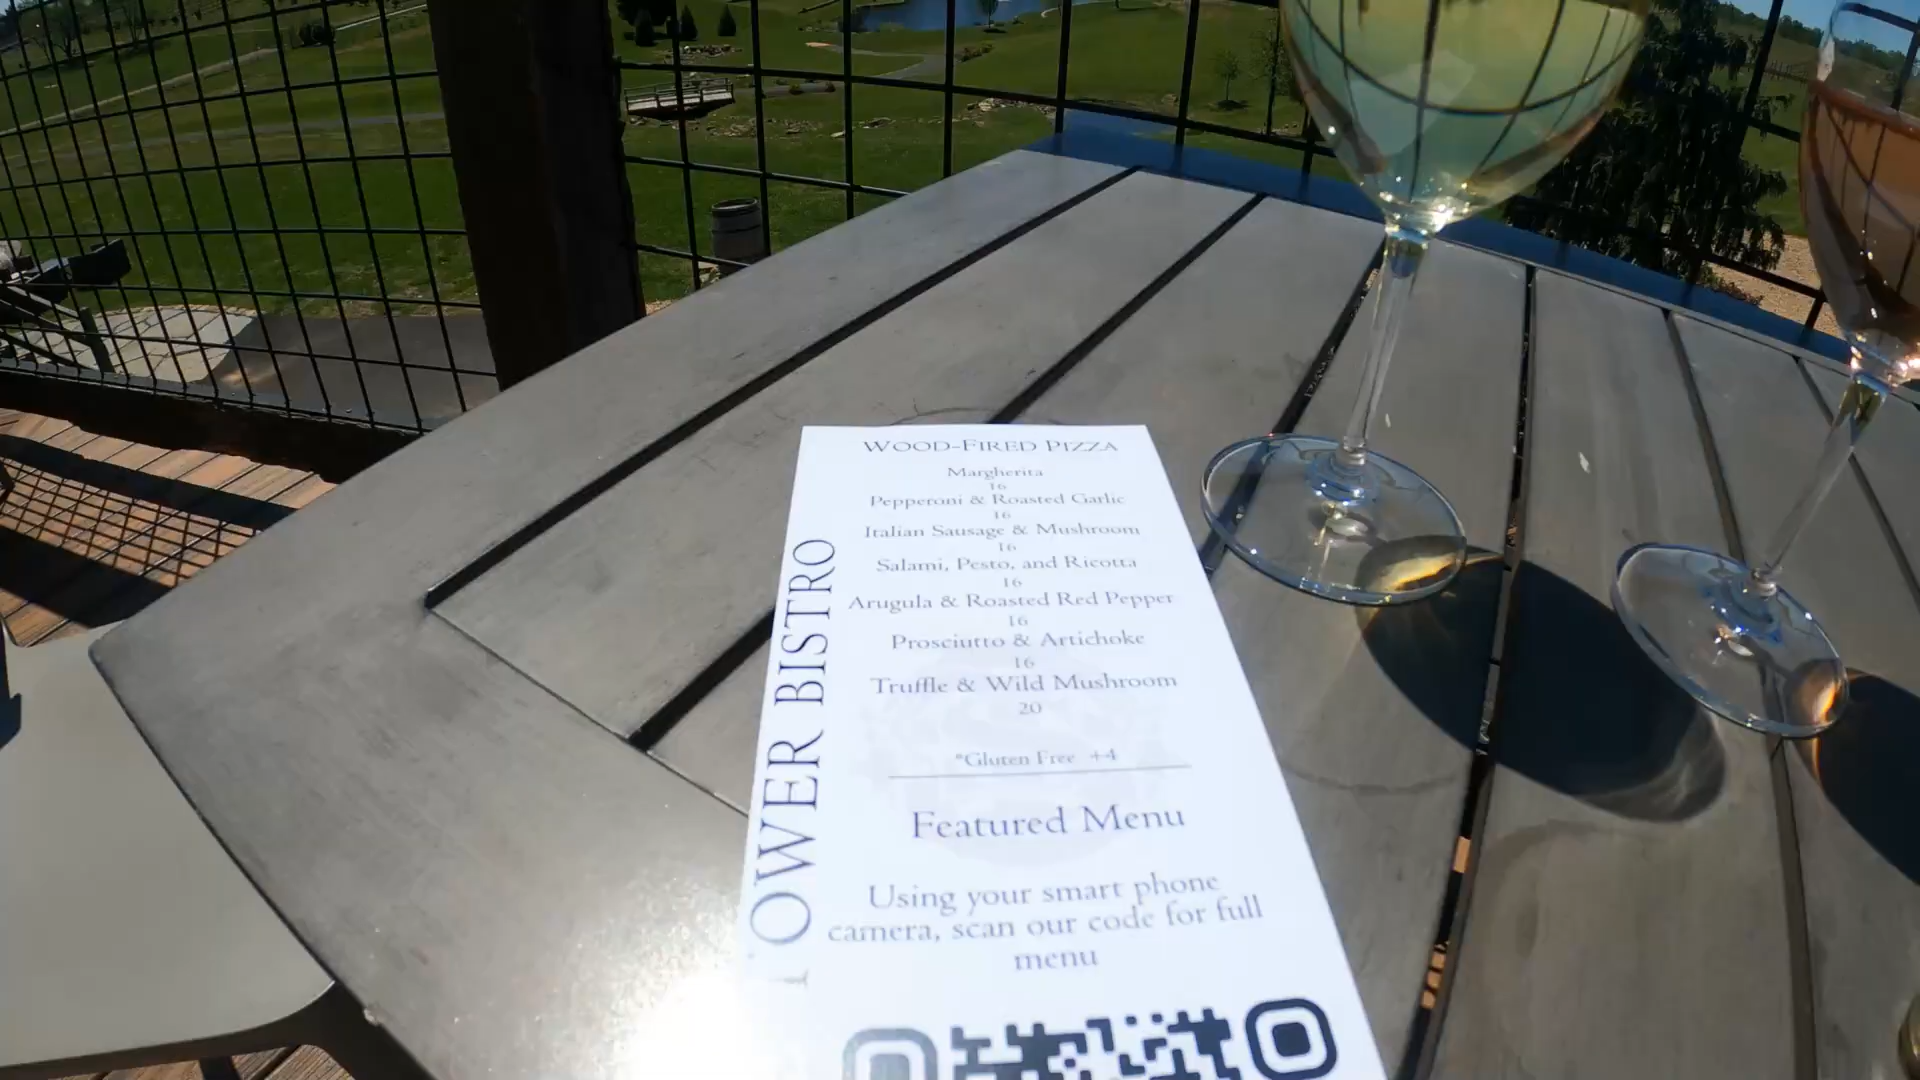 WOOD-FIRED PIZZA
Margherita
16
Pepperoni & Roasted Garlic
16
Italian Sausage & Mushroom
16
Salami, Pesto, and Ricotta
16
Arugula & Roasted Red Pepper
16
Prosciutto & Artichoke
16
Truffle & Wild Mushroom
20
*Gluten Free +4
Featured Menu
Using your smart phone
camera, scan our code for full
menu
TOWER BISTRO